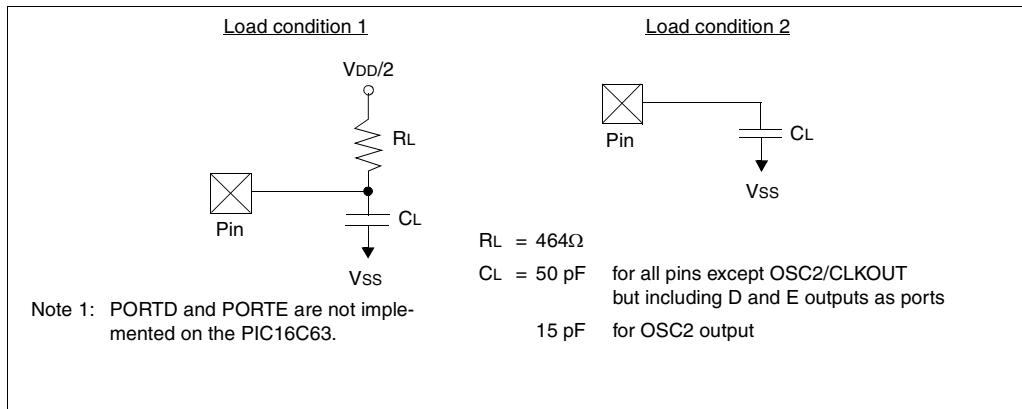 Load condition 1
VDD/2
RL
Pin
CL
VSS
Note 1: PORTD and PORTE are not imple-
mented on the PIC16C63.
Load condition 2
Pin
CL
VSS
RL = 464Ω
CL = 50 pF for all pins except OSC2/CLKOUT
but including D and E outputs as ports
15 pF for OSC2 output